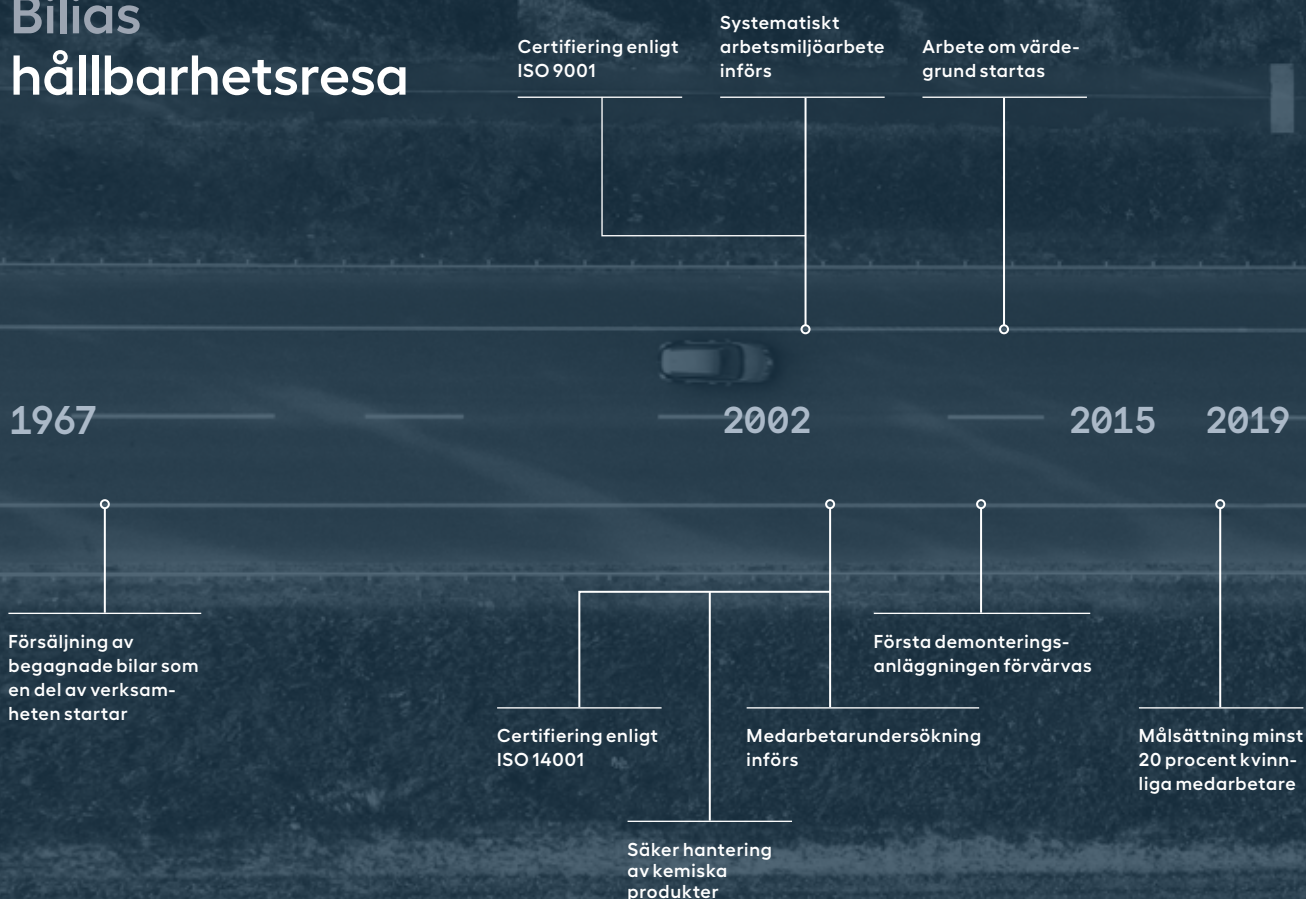 Bilias
hållbarhetsresa
Certifiering enligt
ISO 9001
Systematiskt
arbetsmiljöarbete
införs
Arbete om värde-
grund startas
1967
2002
2015
2019
Försäljning av
begagnade bilar som
en del av verksam-
heten startar
Certifiering enligt
ISO 14001
Säker hantering
av kemiska
produkter
Medarbetarundersökning
införs
Första demonterings-
anläggningen förvärvas
Målsättning minst
20 procent kvinn-
liga medarbetare